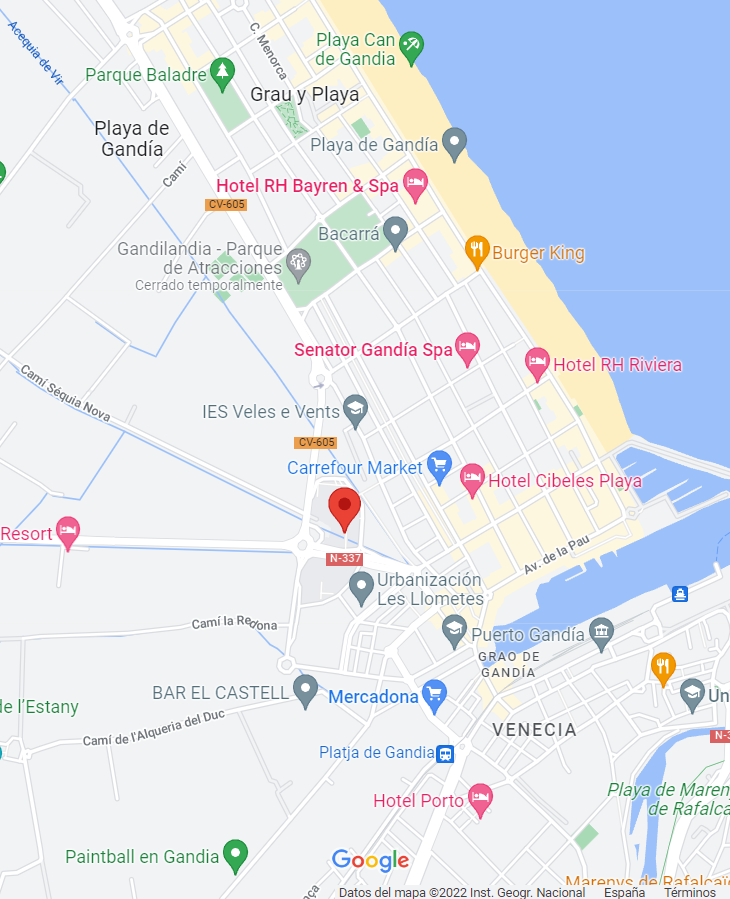 Acequia de Vir
C. Menorca
Playa Can
de Gandia
Parque Baladre
Grau y Playa
Playa de
Gandía
Playa de Gandía
Camí
Hotel RH Bayren & Spa
CV-605
Bacarrá
Gandilandia - Parque
de Atracciones
Cerrado temporalmente
Burger King
Senator Gandía Spa
Hotel RH Riviera
Camí Séquia Nova
IES Veles e Vents
CV-605
Carrefour Market
Hotel Cibeles Playa
Resort
N-337
Av. de la Pau
Urbanización
Les Llometes
Camí la Redona
Puerto Gandía
GRAO DE
GANDÍA
BAR EL CASTELL
Mercadona
de l'Estany
Un
VENECIA
N-3
Camí de l'Alqueria del Duc
Platja de Gandia
Playa de Maren
de Rafalca
Hotel Porto
Paintball en Gandia
Google
Marenys de Rafalcaï
nça
Datos del mapa ©2022 Inst. Geogr. Nacional España Términos